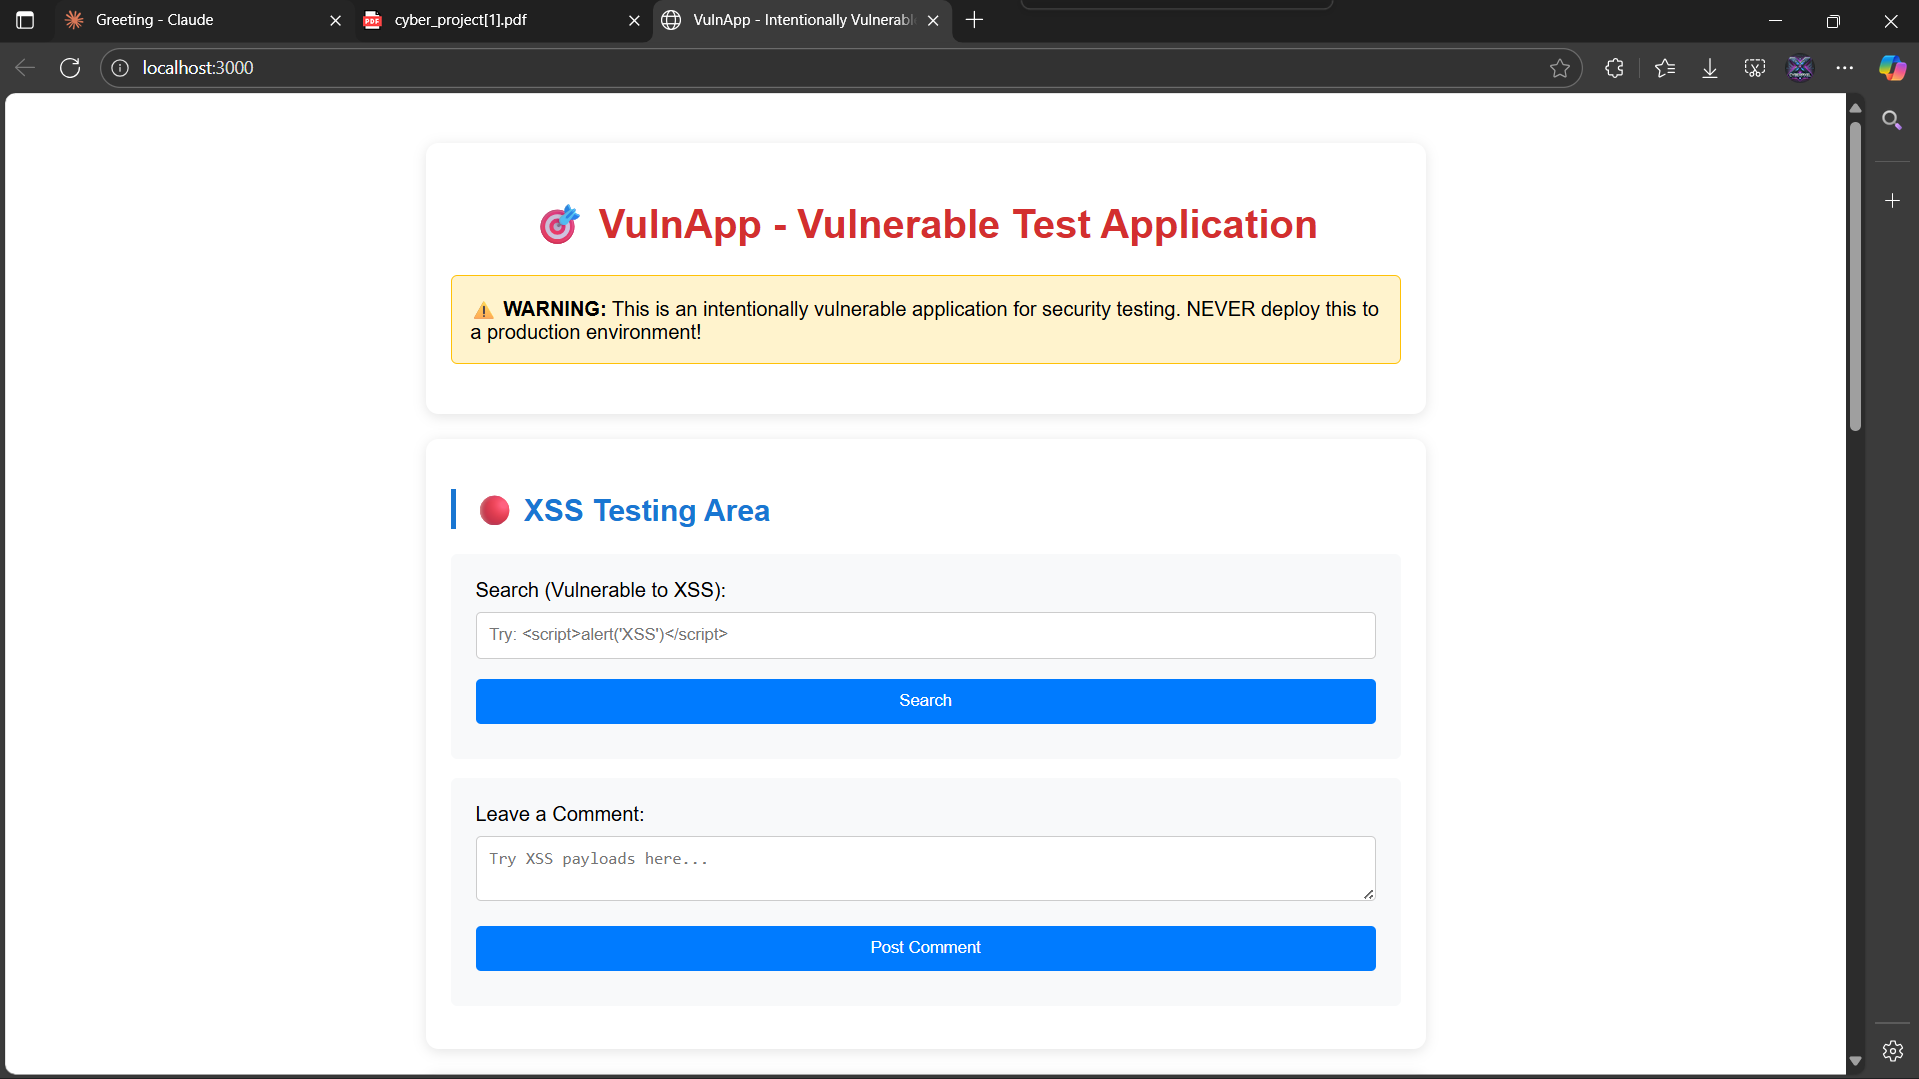 Greeting - Claude
PDF
cyber_project[1].pdf
VulnApp - Intentionally Vulnerabl
localhost:3000
VulnApp - Vulnerable Test Application
WARNING: This is an intentionally vulnerable application for security testing. NEVER deploy this to
a production environment!
XSS Testing Area
Search (Vulnerable to XSS):
Try: <script>alert('XSS')</script>
Search
Leave a Comment:
Try XSS payloads here...
Post Comment